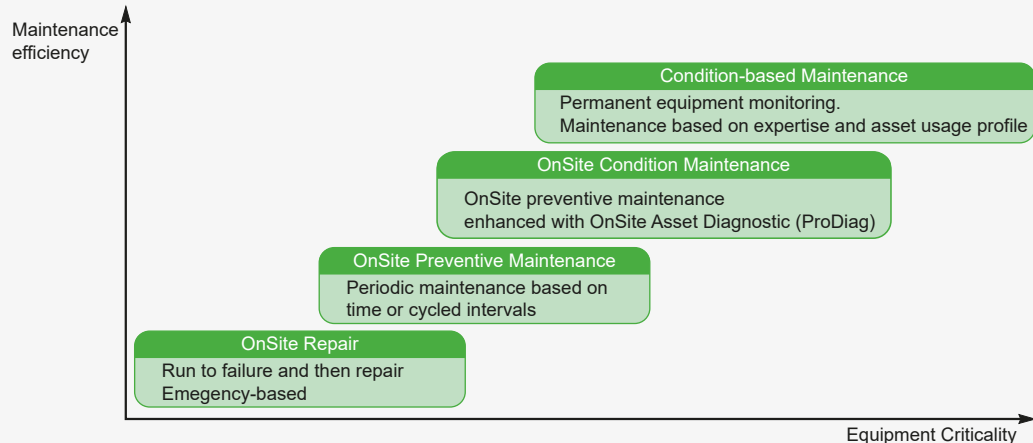 Maintenance
efficiency
Condition-based Maintenance
Permanent equipment monitoring.
Maintenance based on expertise and asset usage profile
OnSite Condition Maintenance
OnSite preventive maintenance
enhanced with OnSite Asset Diagnostic (ProDiag)
OnSite Preventive Maintenance
Periodic maintenance based on
time or cycled intervals
OnSite Repair
Run to failure and then repair
Emegency-based
Equipment Criticality